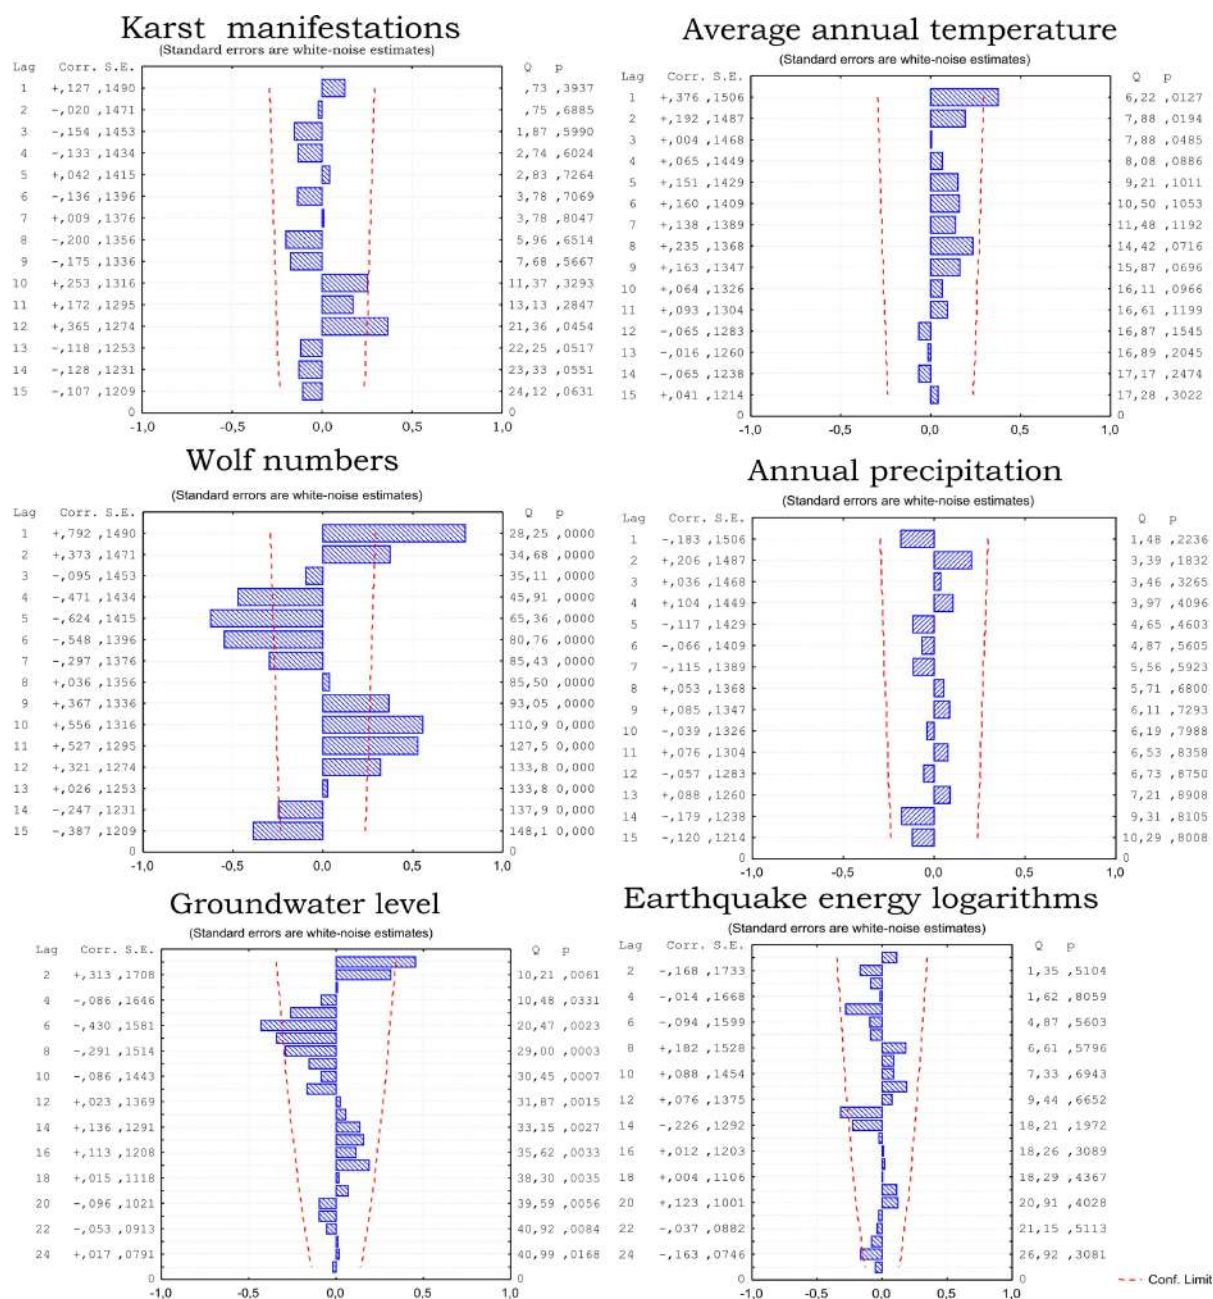 Karst manifestations
(Standard errors are white-noise estimates)
Lag Corr. S.E. Q p
1 +,127 ,1490 ,73 ,3937
2 -,020 ,1471 ,75 ,6885
3 -,154 ,1453 1,87 ,5990
4 -,133 ,1434 2,74 ,6024
5 +,042 ,1415 2,83 ,7264
6 -,136 ,1396 3,78 ,7069
7 +,009 ,1376 3,78 ,8047
8 -,200 ,1356 5,96 ,6514
9 -,175 ,1336 7,68 ,5667
10 +,253 ,1316 11,37 ,3293
11 +,172 ,1295 13,13 ,2847
12 +,365 ,1274 21,36 ,0454
13 -,118 ,1253 22,25 ,0517
14 -,128 ,1231 23,33 ,0551
15 -,107 ,1209 24,12 ,0631
0 0
-1,0 -0,5 0,0 0,5 1,0
Average annual temperature
(Standard errors are white-noise estimates)
Lag Corr. S.E. Q p
1 +,376 ,1506 6,22 ,0127
2 +,192 ,1487 7,88 ,0194
3 +,004 ,1468 7,88 ,0485
4 +,065 ,1449 8,08 ,0886
5 +,151 ,1429 9,21 ,1011
6 +,160 ,1409 10,50 ,1053
7 +,138 ,1389 11,48 ,1192
8 +,235 ,1368 14,42 ,0716
9 +,163 ,1347 15,87 ,0696
10 +,064 ,1326 16,11 ,0966
11 +,093 ,1304 16,61 ,1199
12 -,065 ,1283 16,87 ,1545
13 -,016 ,1260 16,89 ,2045
14 -,065 ,1238 17,17 ,2474
15 +,041 ,1214 17,28 ,3022
0 0
-1,0 -0,5 0,0 0,5 1,0
Wolf numbers
(Standard errors are white-noise estimates)
Lag Corr. S.E. Q p
1 +,792 ,1490 28,25 ,0000
2 +,373 ,1471 34,68 ,0000
3 -,095 ,1453 35,11 ,0000
4 -,471 ,1434 45,91 ,0000
5 -,624 ,1415 65,36 ,0000
6 -,548 ,1396 80,76 ,0000
7 -,297 ,1376 85,43 ,0000
8 +,036 ,1356 85,50 ,0000
9 +,367 ,1336 93,05 ,0000
10 +,556 ,1316 110,9 0,000
11 +,527 ,1295 127,5 0,000
12 +,321 ,1274 133,8 0,000
13 +,026 ,1253 133,8 0,000
14 -,247 ,1231 137,9 0,000
15 -,387 ,1209 148,1 0,000
0 0
-1,0 -0,5 0,0 0,5 1,0
Annual precipitation
(Standard errors are white-noise estimates)
Lag Corr. S.E. Q p
1 -,183 ,1506 1,48 ,2236
2 +,206 ,1487 3,39 ,1832
3 +,036 ,1468 3,46 ,3265
4 +,104 ,1449 3,97 ,4096
5 -,117 ,1429 4,65 ,4603
6 -,066 ,1409 4,87 ,5605
7 -,115 ,1389 5,56 ,5923
8 +,053 ,1368 5,71 ,6800
9 +,085 ,1347 6,11 ,7293
10 -,039 ,1326 6,19 ,7988
11 +,076 ,1304 6,53 ,8358
12 -,057 ,1283 6,73 ,8750
13 +,088 ,1260 7,21 ,8908
14 -,179 ,1238 9,31 ,8105
15 -,120 ,1214 10,29 ,8008
0 0
-1,0 -0,5 0,0 0,5 1,0
Groundwater level
(Standard errors are white-noise estimates)
Lag Corr. S.E. Q p
2 +,313 ,1708 10,21 ,0061
4 -,086 ,1646 10,48 ,0331
6 -,430 ,1581 20,47 ,0023
8 -,291 ,1514 29,00 ,0003
10 -,086 ,1443 30,45 ,0007
12 +,023 ,1369 31,87 ,0015
14 +,136 ,1291 33,15 ,0027
16 +,113 ,1208 35,62 ,0033
18 +,015 ,1118 38,30 ,0035
20 -,096 ,1021 39,59 ,0056
22 -,053 ,0913 40,92 ,0084
24 +,017 ,0791 40,99 ,0168
0 0
-1,0 -0,5 0,0 0,5 1,0
Earthquake energy logarithms
(Standard errors are white-noise estimates)
Lag Corr. S.E. Q p
2 -,168 ,1733 1,35 ,5104
4 -,014 ,1668 1,62 ,8059
6 -,094 ,1599 4,87 ,5603
8 +,182 ,1528 6,61 ,5796
10 +,088 ,1454 7,33 ,6943
12 +,076 ,1375 9,44 ,6652
14 -,226 ,1292 18,21 ,1972
16 +,012 ,1203 18,26 ,3089
18 +,004 ,1106 18,29 ,4367
20 +,123 ,1001 20,91 ,4028
22 -,037 ,0882 21,15 ,5113
24 -,163 ,0746 26,92 ,3081
0 0
-1,0 -0,5 0,0 0,5 1,0
Conf. Limit